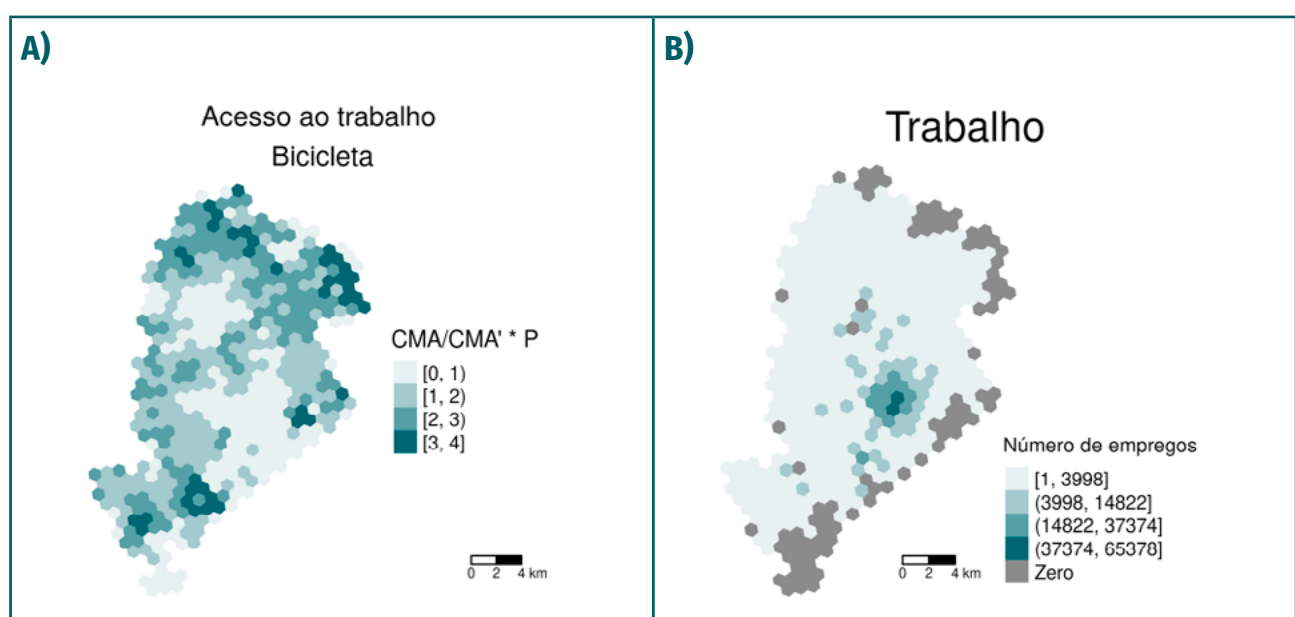 A)
Acesso ao trabalho
Bicicleta
CMA/CMA' * P
[0, 1)
[1, 2)
[2, 3)
[3, 4]
0 2 4 km
B)
Trabalho
Número de empregos
[1, 3998]
(3998, 14822]
(14822, 37374]
(37374, 65378]
Zero
0 2 4 km